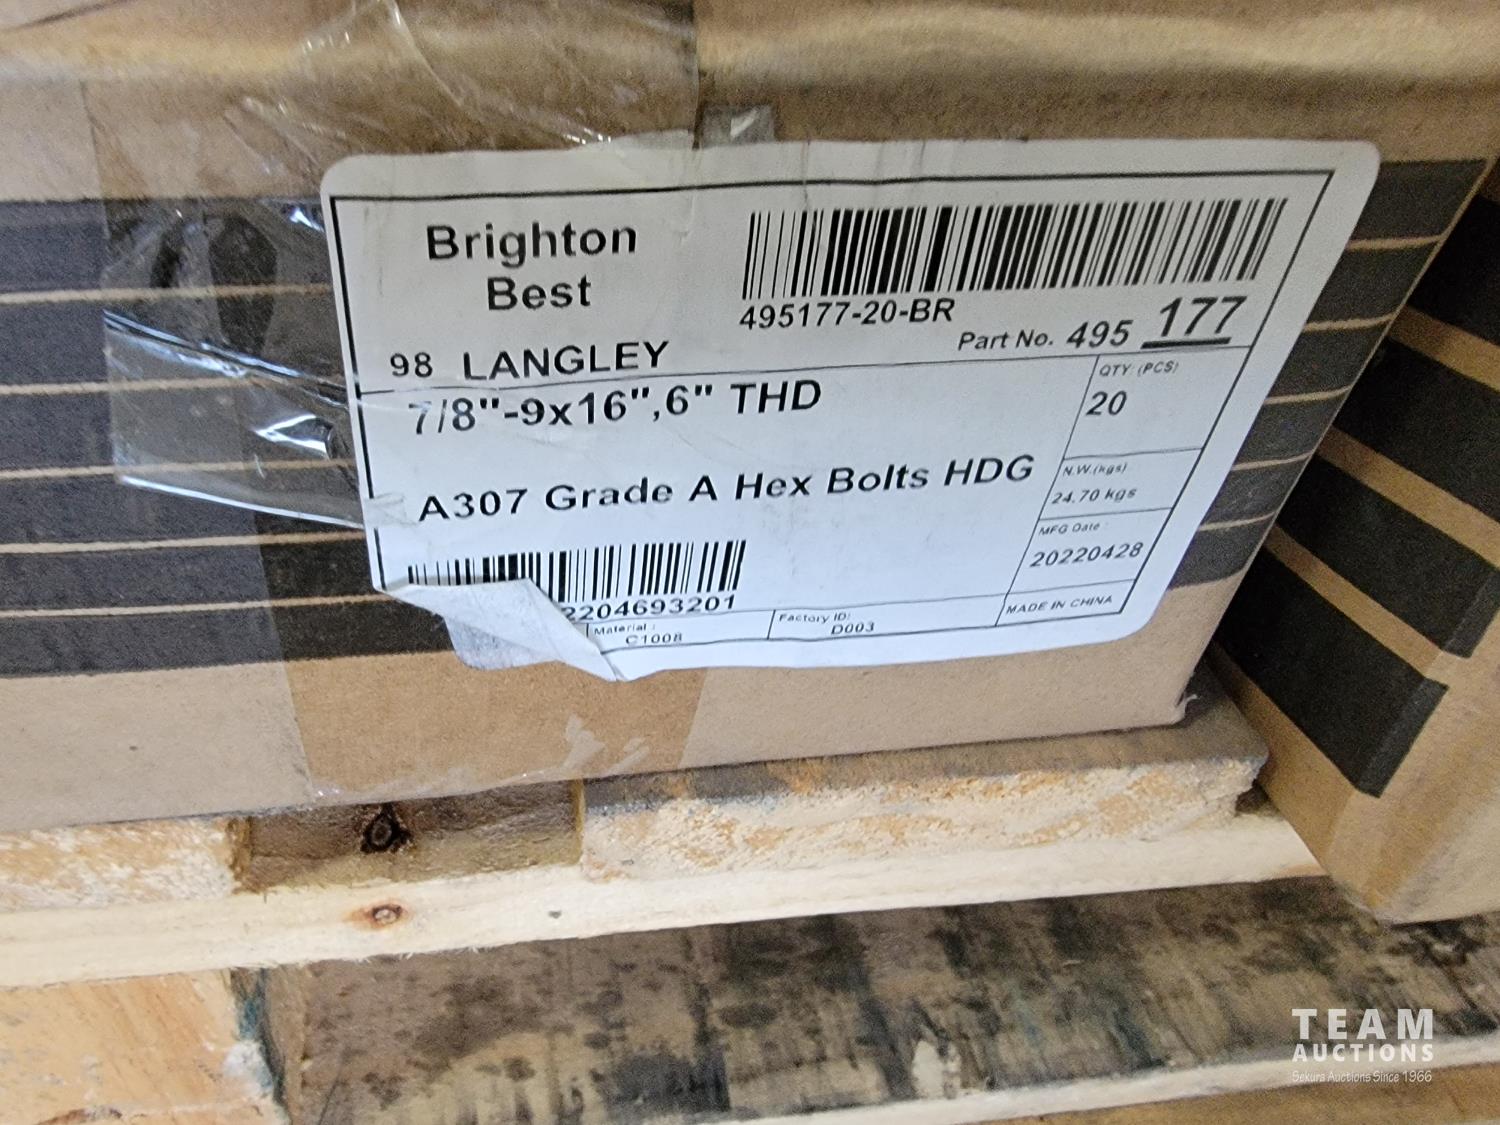 Brighton
Best
98 LANGLEY
495177-20-BR
Part No. 495 177
7/8"-9x16",6" THD
A307 Grade A Hex Bolts HDG
QTY: (PCS)
20
N.W.(kgs)
24.70 kgs
MFG Date :
20220428
MADE IN CHINA
2204693201
Material :
C1008
Factory ID:
D003
TEAM
AUCTIONS
Sekura Auctions Since 1966